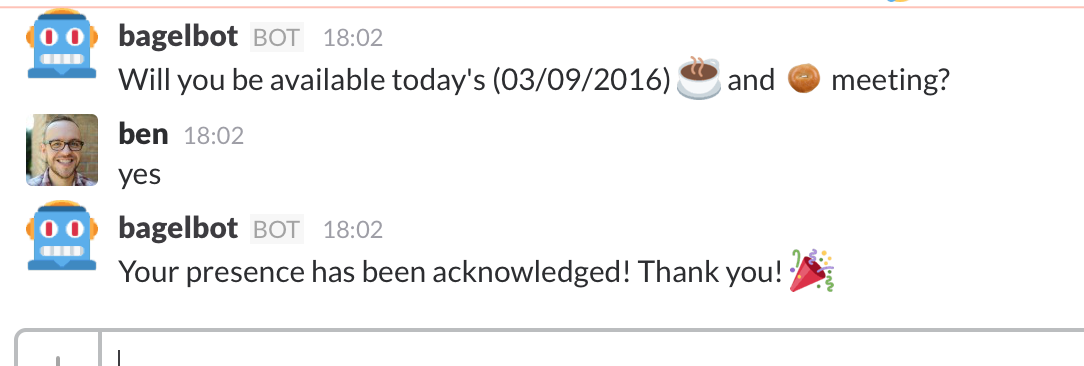 bagelbot BOT 18:02
Will you be available today's (03/09/2016) ☕ and meeting?
ben 18:02
yes
bagelbot BOT 18:02
Your presence has been acknowledged! Thank you! 🎉